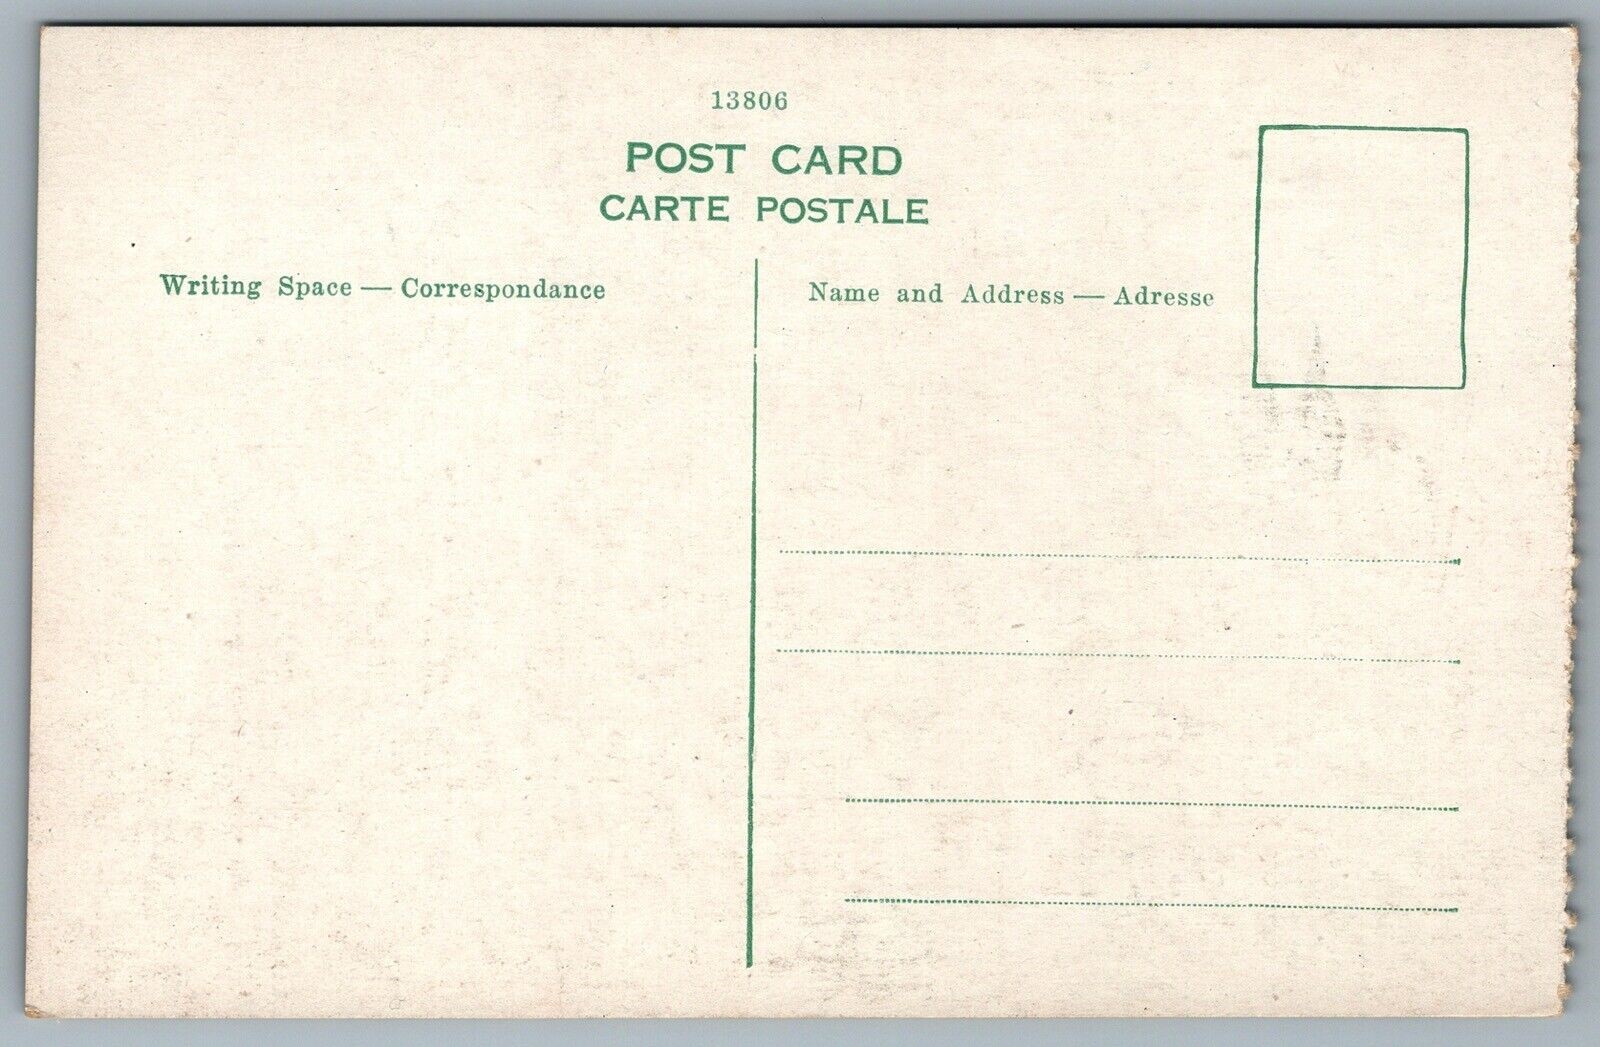 13806
POST CARD
CARTE POSTALE
Writing Space — Correspondance
Name and Address — Adresse